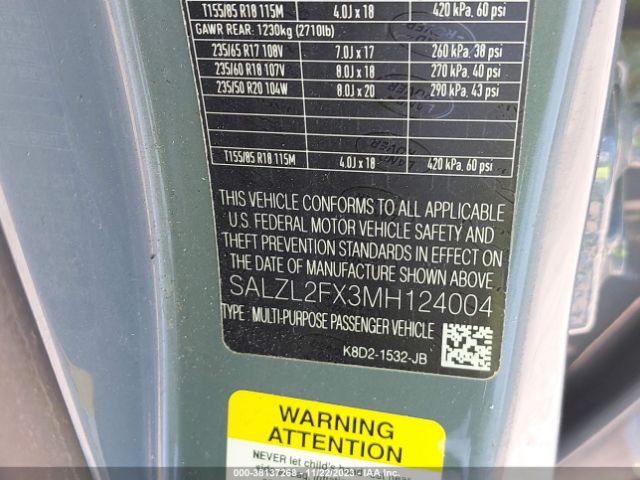 T155/85 R18 115M 4.0J x 18 420 kPa, 60 psi
GAWR REAR: 1230kg (2710lb)
235/65 R17 108V 7.0J x 17 260 kPa, 38 psi
235/60 R18 107V 8.0J x 18 270 kPa, 40 psi
235/50 R20 104W 8.0J x 20 290 kPa, 43 psi
T155/85 R18 115M 4.0J x 18 420 kPa, 60 psi
THIS VEHICLE CONFORMS TO ALL APPLICABLE
U.S. FEDERAL MOTOR VEHICLE SAFETY AND
THEFT PREVENTION STANDARDS IN EFFECT ON
THE DATE OF MANUFACTURE SHOWN ABOVE
SALZL2FX3MH124004
TYPE: MULTI-PURPOSE PASSENGER VEHICLE
K8D2-1532-JB
WARNING
ATTENTION
NEVER let child's
000-38137268 - 11/22/2023 - IAAI.com